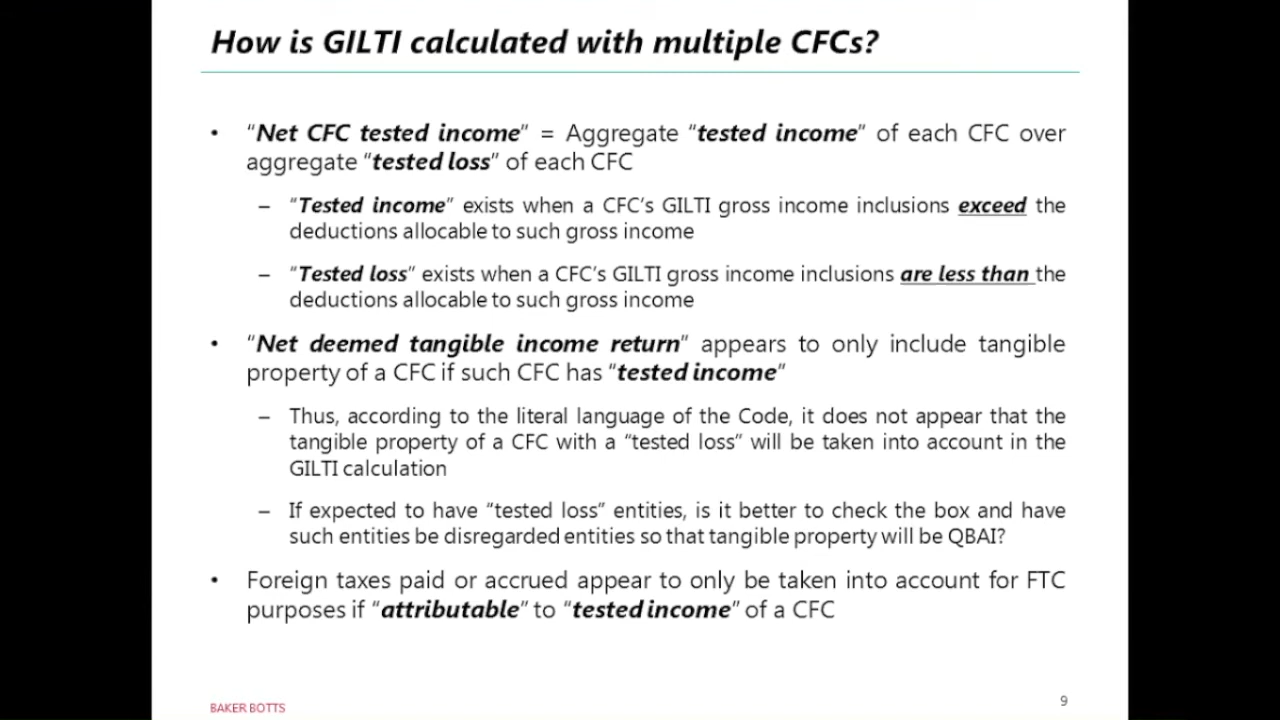 How is GILTI calculated with multiple CFCs?
• “Net CFC tested income” = Aggregate “tested income” of each CFC over
aggregate “tested loss” of each CFC
– “Tested income” exists when a CFC’s GILTI gross income inclusions exceed the
deductions allocable to such gross income
– “Tested loss” exists when a CFC’s GILTI gross income inclusions are less than the
deductions allocable to such gross income
• “Net deemed tangible income return” appears to only include tangible
property of a CFC if such CFC has “tested income”
– Thus, according to the literal language of the Code, it does not appear that the
tangible property of a CFC with a “tested loss” will be taken into account in the
GILTI calculation
– If expected to have “tested loss” entities, is it better to check the box and have
such entities be disregarded entities so that tangible property will be QBAI?
• Foreign taxes paid or accrued appear to only be taken into account for FTC
purposes if “attributable” to “tested income” of a CFC
BAKER BOTTS
9